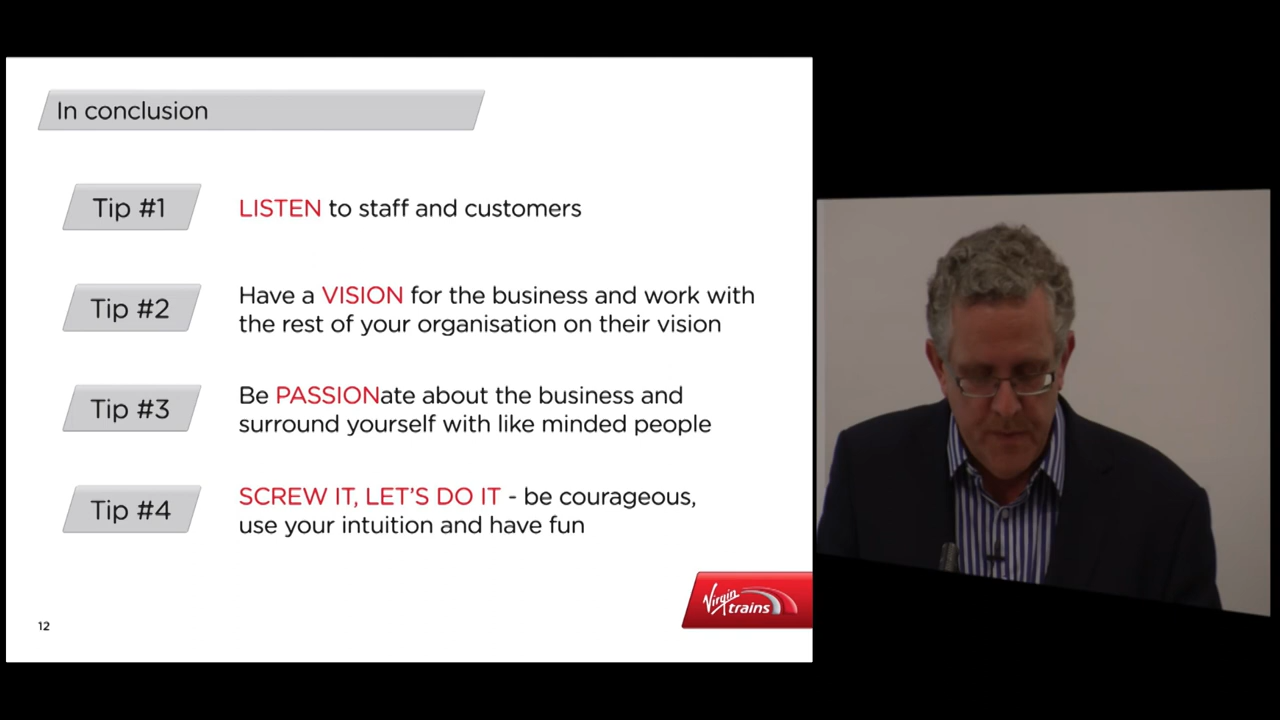 In conclusion
Tip #1
LISTEN to staff and customers
Tip #2
Have a VISION for the business and work with
the rest of your organisation on their vision
Tip #3
Be PASSIONate about the business and
surround yourself with like minded people
Tip #4
SCREW IT, LET'S DO IT - be courageous,
use your intuition and have fun
Virgin
trains
12